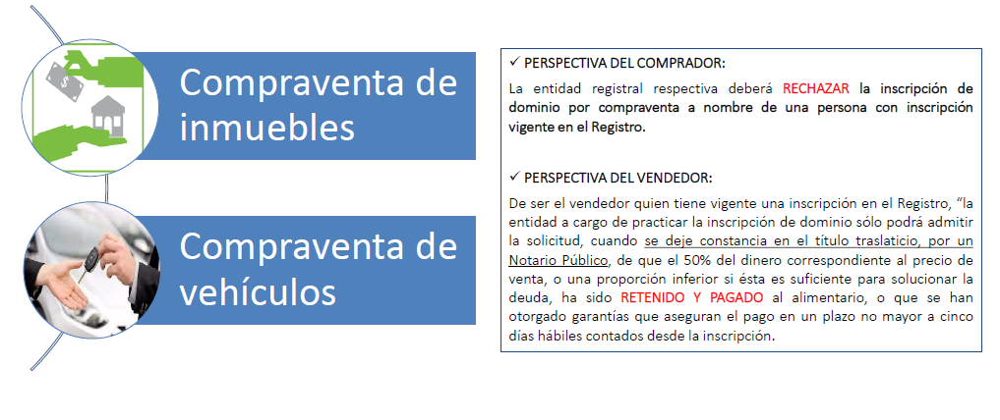 Compraventa de
inmuebles
Compraventa de
vehículos
✓ PERSPECTIVA DEL COMPRADOR:
La entidad registral respectiva deberá RECHAZAR la inscripción de
dominio por compraventa a nombre de una persona con inscripción
vigente en el Registro.
✓ PERSPECTIVA DEL VENDEDOR:
De ser el vendedor quien tiene vigente una inscripción en el Registro, “la
entidad a cargo de practicar la inscripción de dominio sólo podrá admitir
la solicitud, cuando se deje constancia en el título traslaticio, por un
Notario Público, de que el 50% del dinero correspondiente al precio de
venta, o una proporción inferior si ésta es suficiente para solucionar la
deuda, ha sido RETENIDO Y PAGADO al alimentario, o que se han
otorgado garantías que aseguran el pago en un plazo no mayor a cinco
días hábiles contados desde la inscripción.